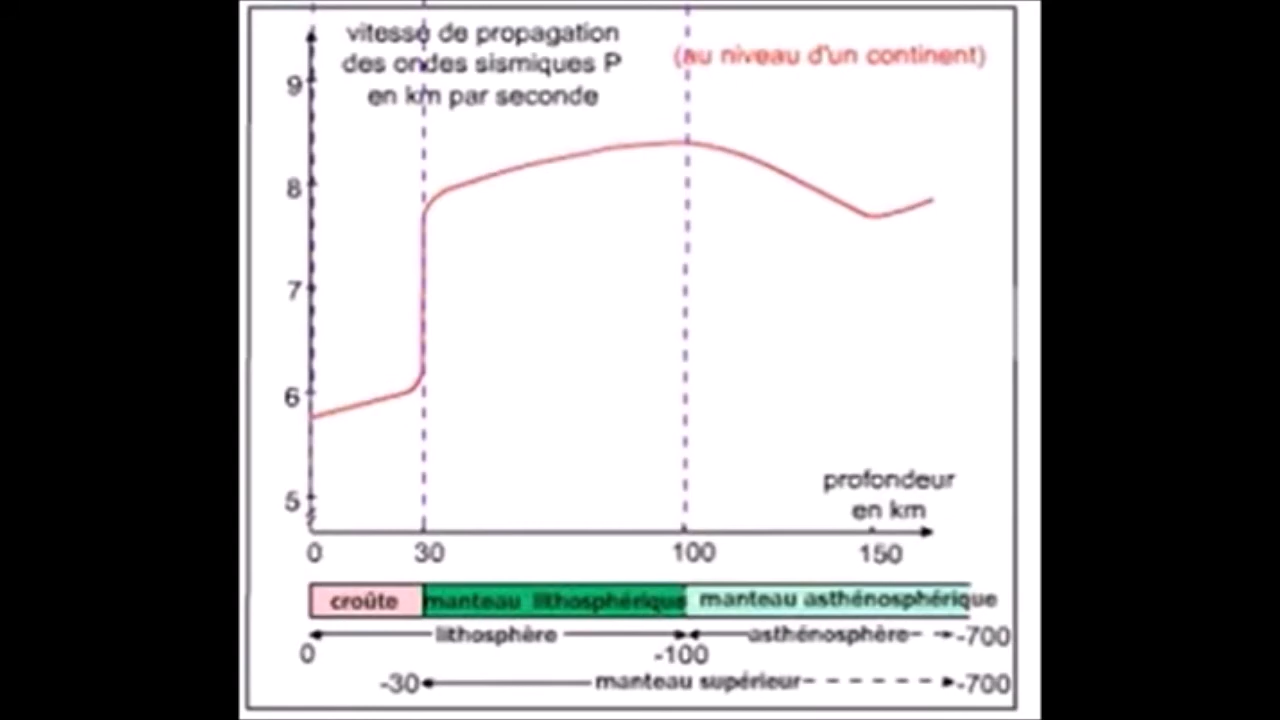 vitesse de propagation
des ondes sismiques P
en km par seconde
(au niveau d'un continent)
9
8
7
6
5
profondeur
en km
0 30 100 150
croûte manteau lithosphérique manteau asthénosphérique
lithosphère asthénosphère -700
0 -100
-30 manteau supérieur -700